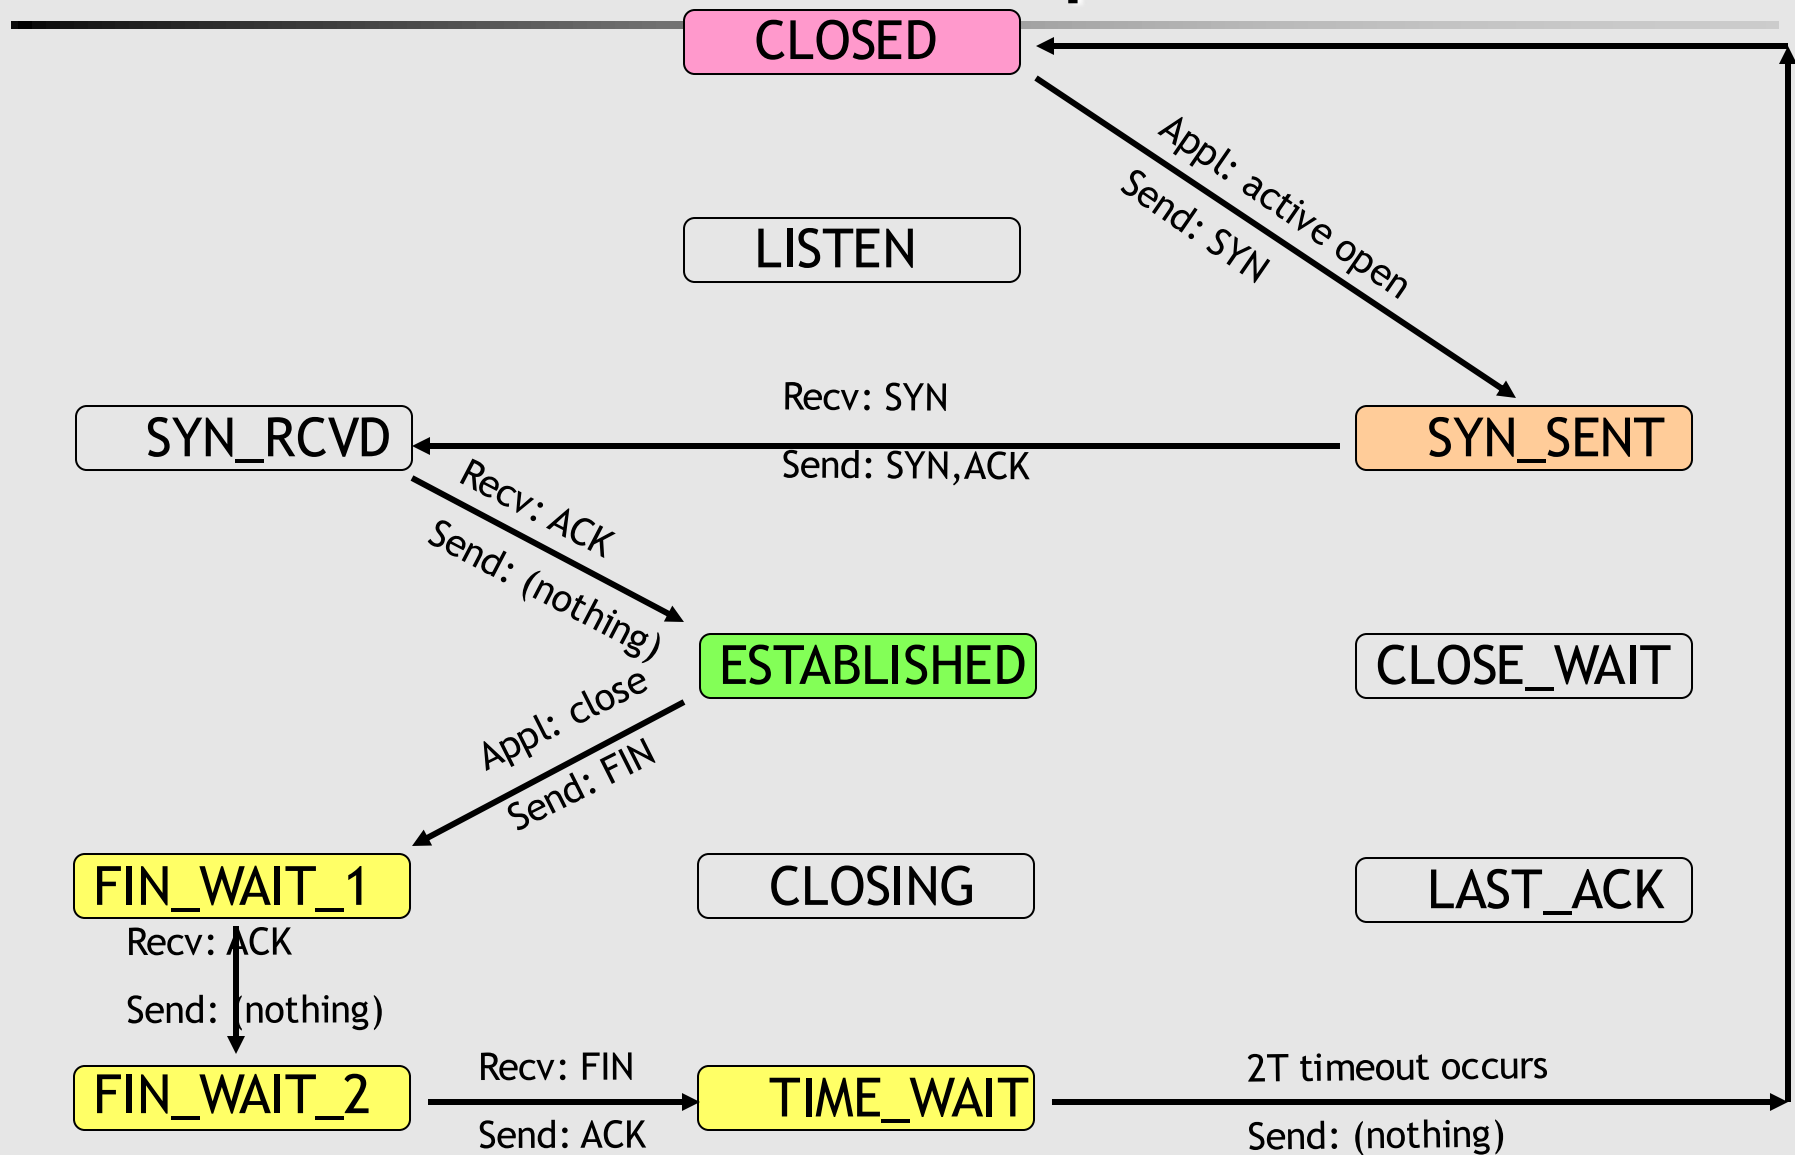 CLOSED
Appl: active open
Send: SYN
LISTEN
Recv: SYN
SYN_RCVD
SYN_SENT
Send: SYN,ACK
Recv: ACK
Send: (nothing)
ESTABLISHED
CLOSE_WAIT
Appl: close
Send: FIN
FIN_WAIT_1
CLOSING
LAST_ACK
Recv: ACK
Send: (nothing)
Recv: FIN
2T timeout occurs
FIN_WAIT_2
TIME_WAIT
Send: ACK
Send: (nothing)